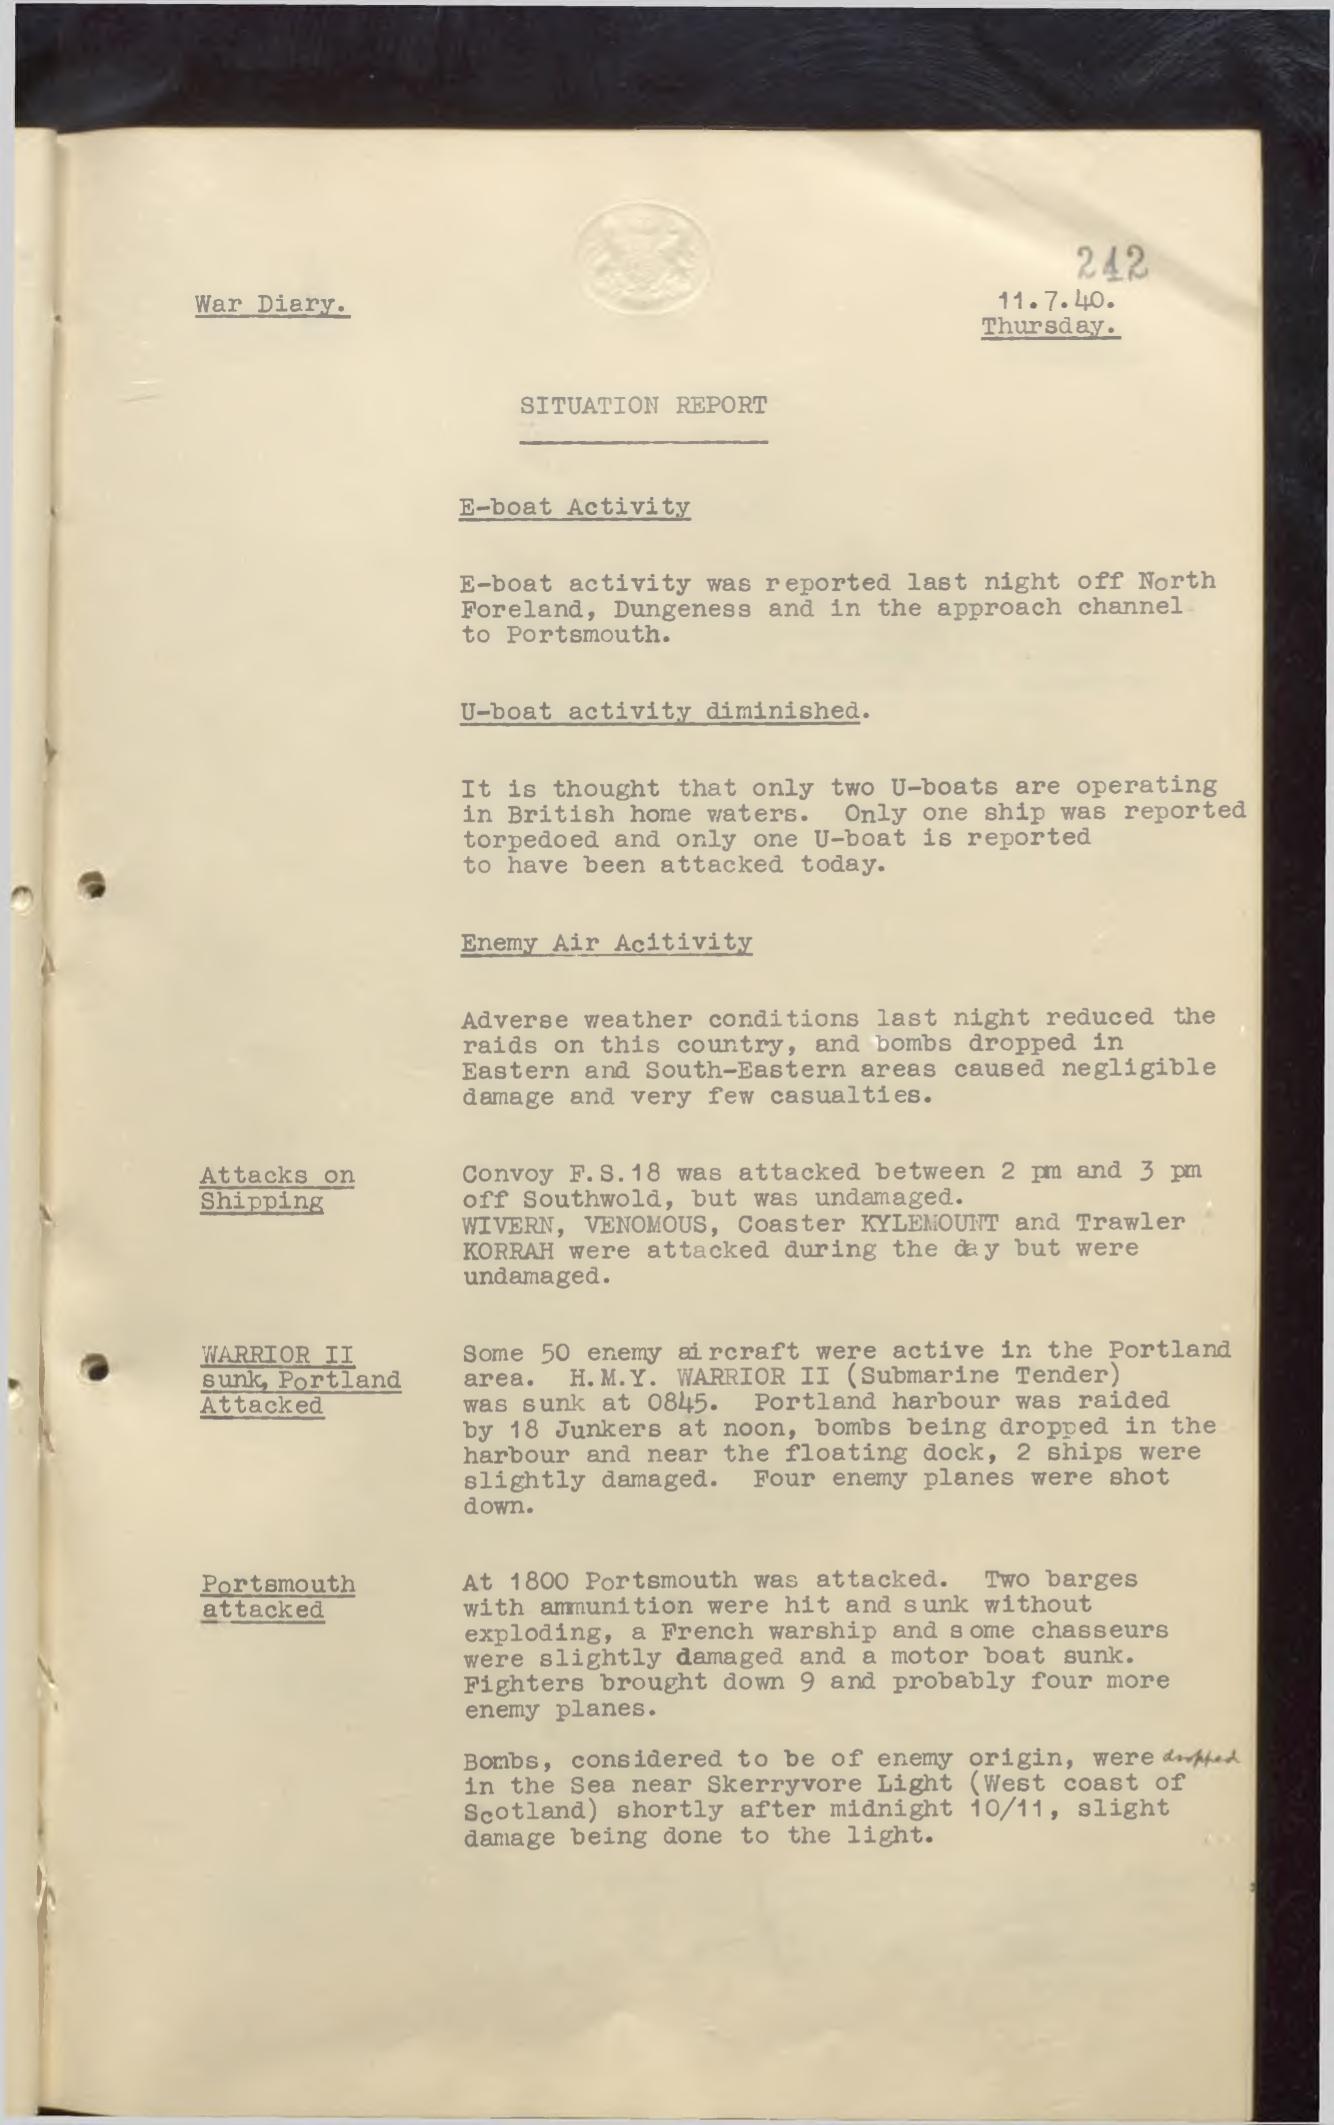 242
War Diary.
11.7.40.
Thursday.
SITUATION REPORT
E-boat Activity
E-boat activity was reported last night off North
Foreland, Dungeness and in the approach channel
to Portsmouth.
U-boat activity diminished.
It is thought that only two U-boats are operating
in British home waters. Only one ship was reported
torpedoed and only one U-boat is reported
to have been attacked today.
Enemy Air Acitivity
Adverse weather conditions last night reduced the
raids on this country, and bombs dropped in
Eastern and South-Eastern areas caused negligible
damage and very few casualties.
Attacks on
Shipping
Convoy F.S.18 was attacked between 2 pm and 3 pm
off Southwold, but was undamaged.
WIVERN, VENOMOUS, Coaster KYLEMOUNT and Trawler
KORRAH were attacked during the day but were
undamaged.
WARRIOR II
sunk, Portland
Attacked
Some 50 enemy aircraft were active in the Portland
area. H.M.Y. WARRIOR II (Submarine Tender)
was sunk at 0845. Portland harbour was raided
by 18 Junkers at noon, bombs being dropped in the
harbour and near the floating dock, 2 ships were
slightly damaged. Four enemy planes were shot
down.
Portsmouth
attacked
At 1800 Portsmouth was attacked. Two barges
with ammunition were hit and sunk without
exploding, a French warship and some chasseurs
were slightly damaged and a motor boat sunk.
Fighters brought down 9 and probably four more
enemy planes.
Bombs, considered to be of enemy origin, were dropped
in the Sea near Skerryvore Light (West coast of
Scotland) shortly after midnight 10/11, slight
damage being done to the light.